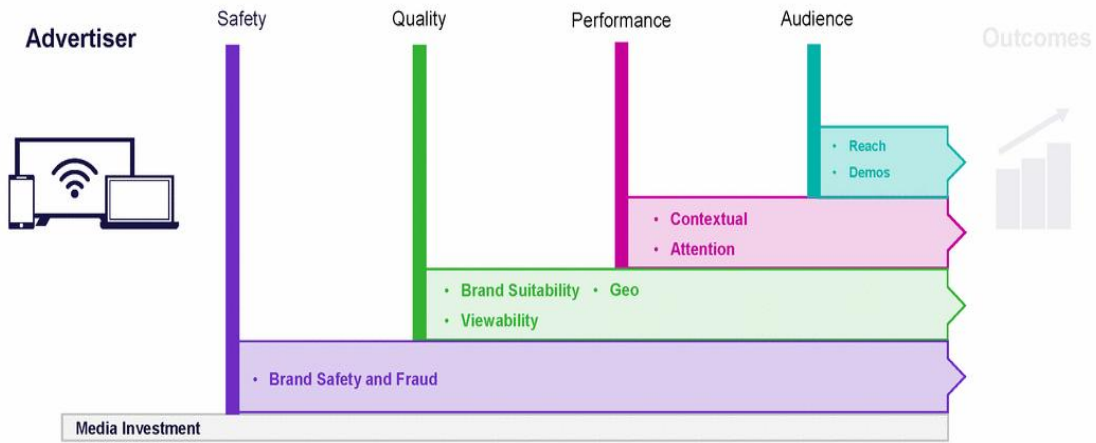 Safety Quality Performance Audience
Advertiser Outcomes
• Reach
• Demos
• Contextual
• Attention
• Brand Suitability • Geo
• Viewability
• Brand Safety and Fraud
Media Investment